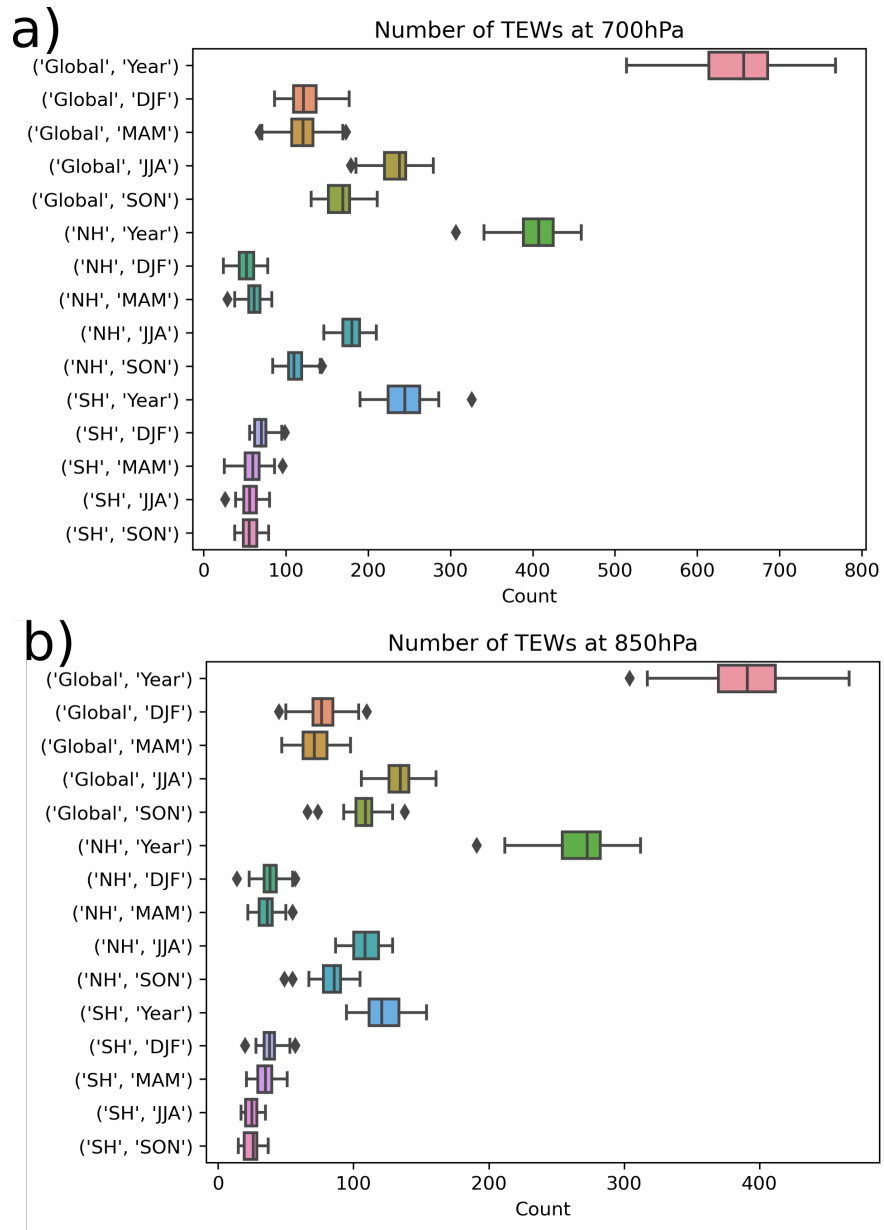 a)
Number of TEWs at 700hPa
('Global', 'Year')
('Global', 'DJF')
('Global', 'MAM')
('Global', 'JJA')
('Global', 'SON')
('NH', 'Year')
('NH', 'DJF')
('NH', 'MAM')
('NH', 'JJA')
('NH', 'SON')
('SH', 'Year')
('SH', 'DJF')
('SH', 'MAM')
('SH', 'JJA')
('SH', 'SON')
0 100 200 300 400 500 600 700 800
Count
b)
Number of TEWs at 850hPa
('Global', 'Year')
('Global', 'DJF')
('Global', 'MAM')
('Global', 'JJA')
('Global', 'SON')
('NH', 'Year')
('NH', 'DJF')
('NH', 'MAM')
('NH', 'JJA')
('NH', 'SON')
('SH', 'Year')
('SH', 'DJF')
('SH', 'MAM')
('SH', 'JJA')
('SH', 'SON')
0 100 200 300 400
Count